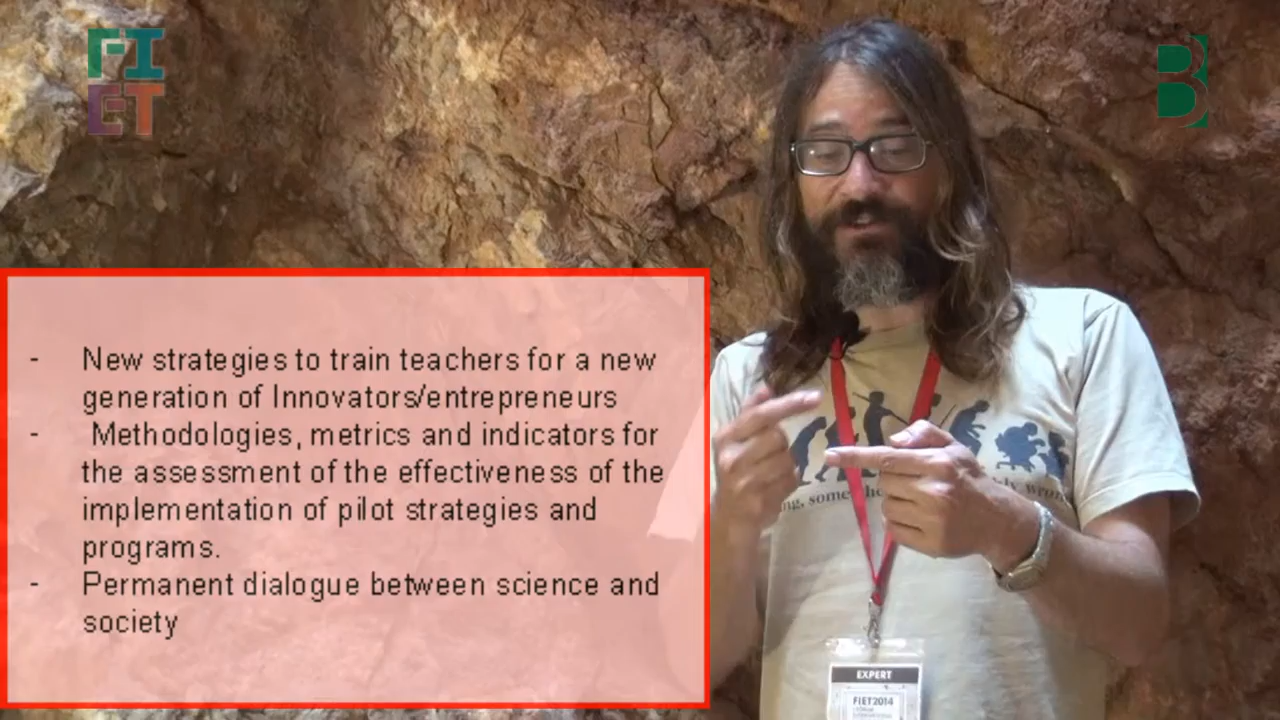 FI
ET
B
- New strategies to train teachers for a new
generation of Innovators/entrepreneurs
- Methodologies, metrics and indicators for
the assessment of the effectiveness of the
implementation of pilot strategies and
programs.
- Permanent dialogue between science and
society
EXPERT
FIET2014